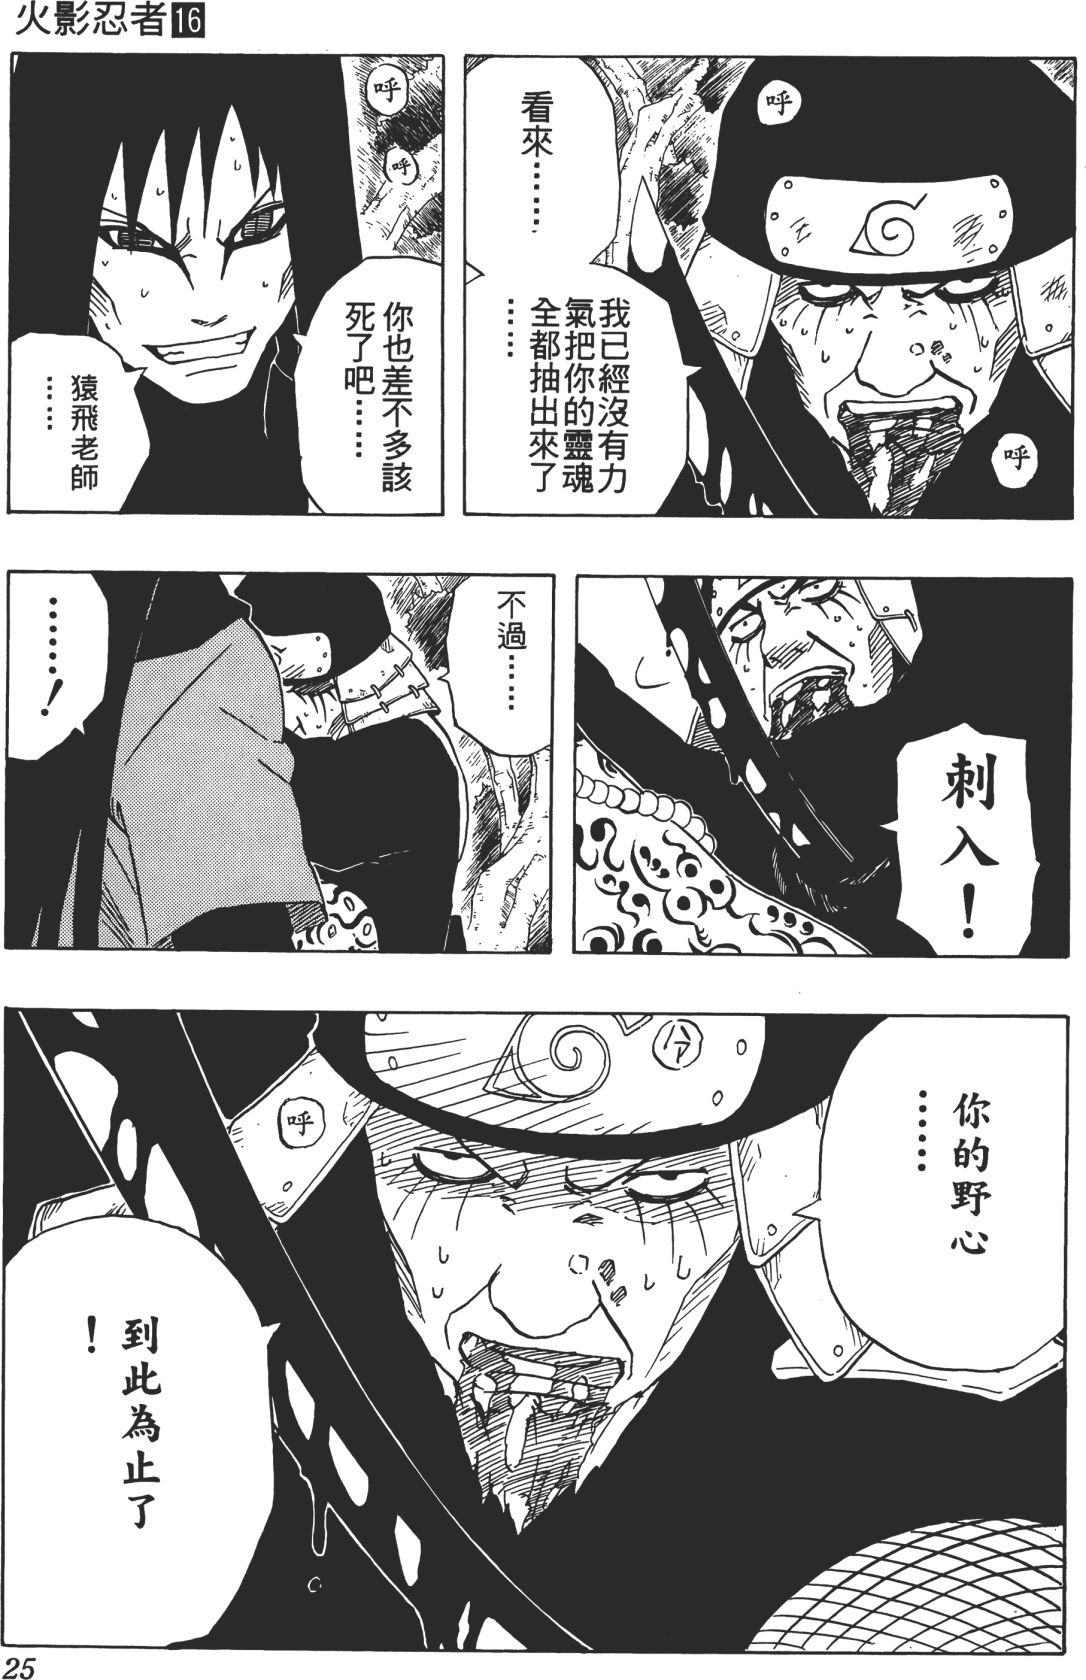 火影忍者16
呼
看來……
我已經沒有力
氣把你的靈魂
全都抽出來了
……
呼
呼
呼
你也差不多該
死了吧……
猿飛老師
……
刺入！
不過……
……！
你的野心
……
呼
到此為止了
！
25